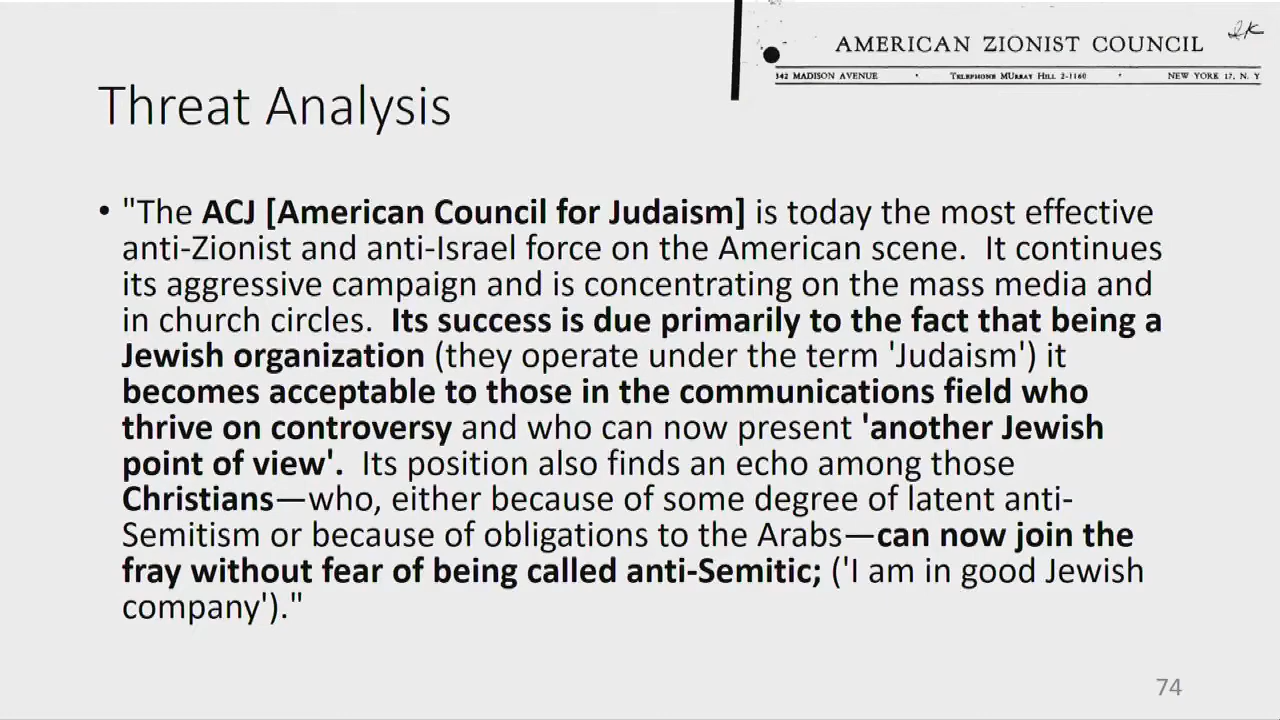 AMERICAN ZIONIST COUNCIL
342 MADISON AVENUE • TELEPHONE MURRAY HILL 2-1160 • NEW YORK 17, N. Y
Threat Analysis
• "The ACJ [American Council for Judaism] is today the most effective
anti-Zionist and anti-Israel force on the American scene. It continues
its aggressive campaign and is concentrating on the mass media and
in church circles. Its success is due primarily to the fact that being a
Jewish organization (they operate under the term 'Judaism') it
becomes acceptable to those in the communications field who
thrive on controversy and who can now present 'another Jewish
point of view'. Its position also finds an echo among those
Christians—who, either because of some degree of latent anti-
Semitism or because of obligations to the Arabs—can now join the
fray without fear of being called anti-Semitic; ('I am in good Jewish
company')."
74